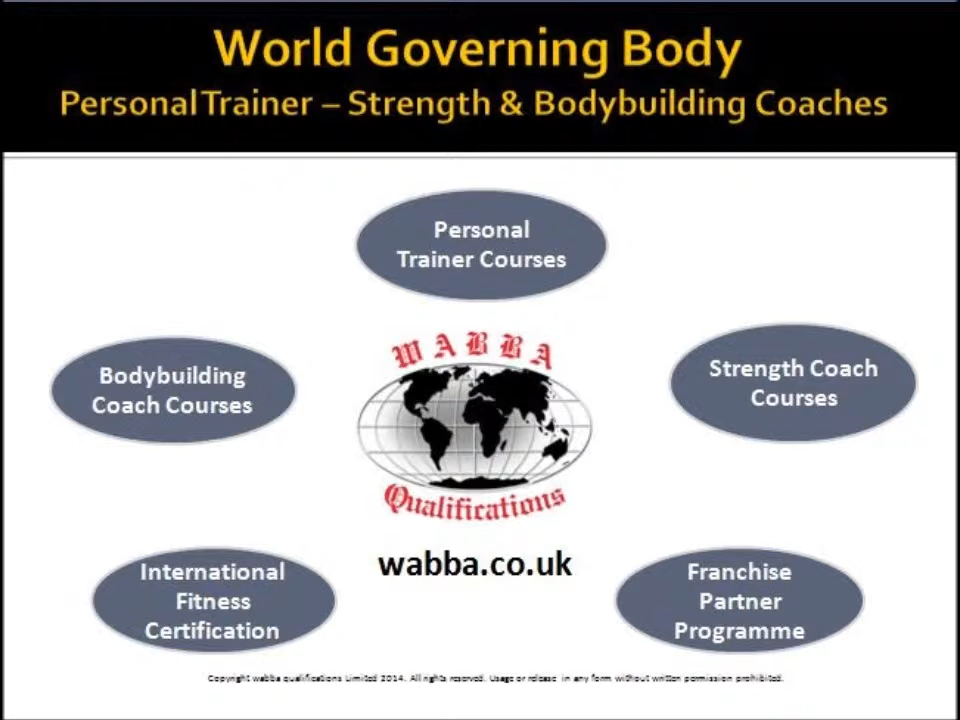 World Governing Body
Personal Trainer – Strength & Bodybuilding Coaches
Personal
Trainer Courses
Bodybuilding
Coach Courses
Strength Coach
Courses
WABBA
Qualifications
wabba.co.uk
International
Fitness
Certification
Franchise
Partner
Programme
Copyright wabba qualifications Limited 2014. All rights reserved. Usage or release in any form without written permission prohibited.